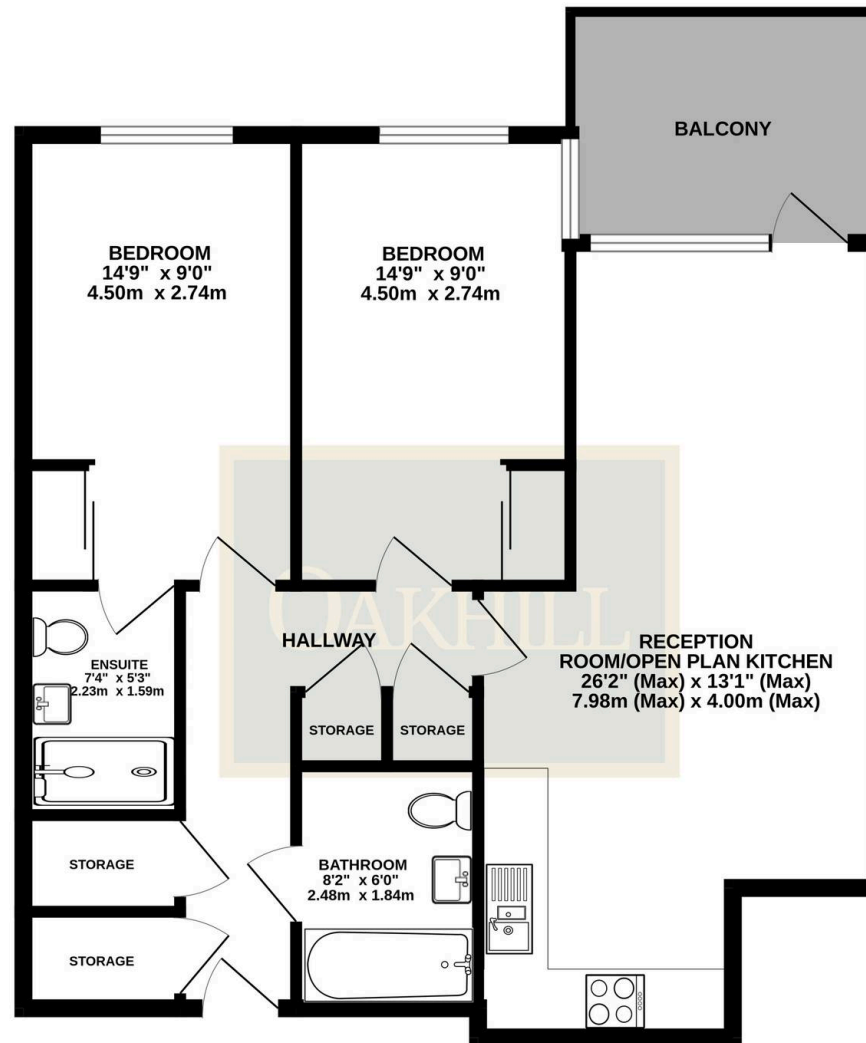 BALCONY
BEDROOM
14'9" x 9'0"
4.50m x 2.74m
BEDROOM
14'9" x 9'0"
4.50m x 2.74m
OAKHILL
HALLWAY
RECEPTION
ROOM/OPEN PLAN KITCHEN
26'2" (Max) x 13'1" (Max)
7.98m (Max) x 4.00m (Max)
ENSUITE
7'4" x 5'3"
2.23m x 1.59m
STORAGE
STORAGE
STORAGE
BATHROOM
8'2" x 6'0"
2.48m x 1.84m
STORAGE